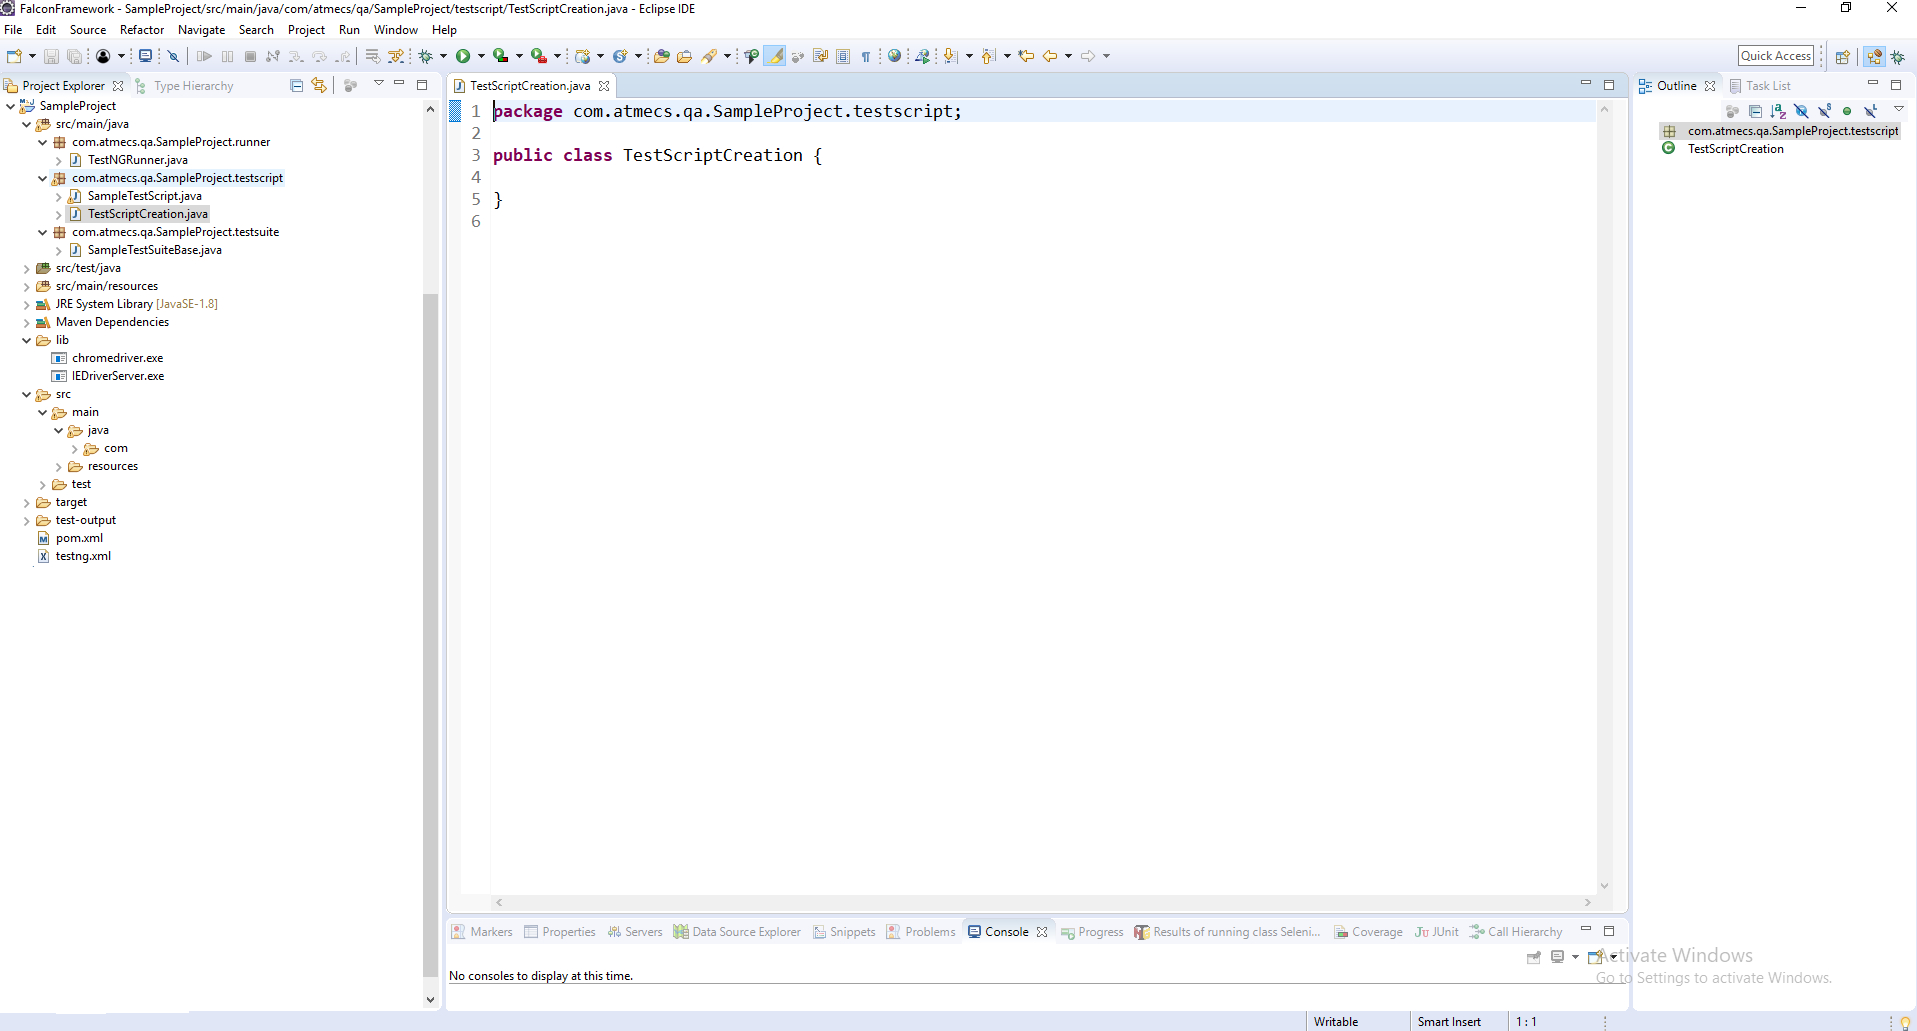 FalconFramework - SampleProject/src/main/java/com/atmecs/qa/SampleProject/testscript/TestScriptCreation.java - Eclipse IDE
File Edit Source Refactor Navigate Search Project Run Window Help
Quick Access
Project Explorer Type Hierarchy
SampleProject
src/main/java
com.atmecs.qa.SampleProject.runner
TestNGRunner.java
com.atmecs.qa.SampleProject.testscript
SampleTestScript.java
TestScriptCreation.java
com.atmecs.qa.SampleProject.testsuite
SampleTestSuiteBase.java
src/test/java
src/main/resources
JRE System Library [JavaSE-1.8]
Maven Dependencies
lib
chromedriver.exe
IEDriverServer.exe
src
main
java
com
resources
test
target
test-output
pom.xml
testng.xml
TestScriptCreation.java
1 package com.atmecs.qa.SampleProject.testscript;
2
3 public class TestScriptCreation {
4
5 }
6
Outline Task List
com.atmecs.qa.SampleProject.testscript
TestScriptCreation
Markers Properties Servers Data Source Explorer Snippets Problems Console Progress Results of running class Seleni... Coverage JUnit Call Hierarchy
No consoles to display at this time.
Activate Windows
Go to Settings to activate Windows.
Writable Smart Insert 1 : 1